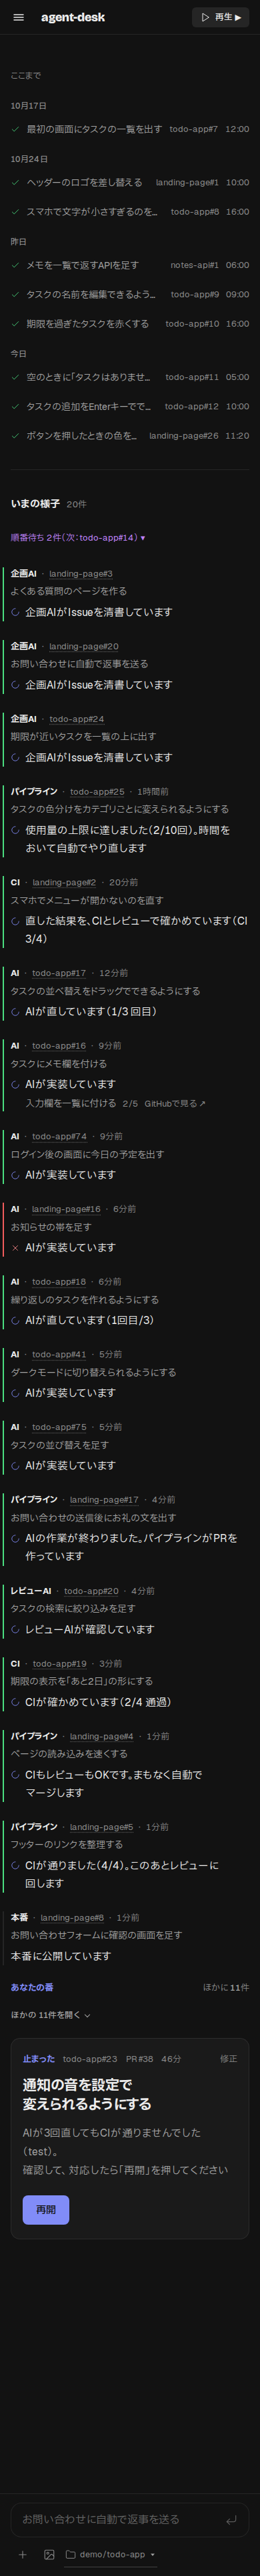 agent-desk
再生 ▶
ここまで
10月17日
最初の画面にタスクの一覧を出す todo-app#7 12:00
10月24日
ヘッダーのロゴを差し替える landing-page#1 10:00
スマホで文字が小さすぎるのを… todo-app#8 16:00
昨日
メモを一覧で返すAPIを足す notes-api#1 06:00
タスクの名前を編集できるよう… todo-app#9 09:00
期限を過ぎたタスクを赤くする todo-app#10 16:00
今日
空のときに「タスクはありませ… todo-app#11 05:00
タスクの追加をEnterキーでで… todo-app#12 10:00
ボタンを押したときの色を… landing-page#26 11:20
いまの様子 20件
順番待ち 2件（次：todo-app#14）▾
企画AI · landing-page#3
よくある質問のページを作る
企画AIがIssueを清書しています
企画AI · landing-page#20
お問い合わせに自動で返事を送る
企画AIがIssueを清書しています
企画AI · todo-app#24
期限が近いタスクを一覧の上に出す
企画AIがIssueを清書しています
パイプライン · todo-app#25 · 1時間前
タスクの色分けをカテゴリごとに変えられるようにする
使用量の上限に達しました（2/10回）。時間を
おいて自動でやり直します
CI · landing-page#2 · 20分前
スマホでメニューが開かないのを直す
直した結果を、CIとレビューで確かめています（CI
3/4）
AI · todo-app#17 · 12分前
タスクの並べ替えをドラッグでできるようにする
AIが直しています（1/3 回目）
AI · todo-app#16 · 9分前
タスクにメモ欄を付ける
AIが実装しています
入力欄を一覧に付ける 2/5 GitHubで見る ↗
AI · todo-app#74 · 9分前
ログイン後の画面に今日の予定を出す
AIが実装しています
AI · landing-page#16 · 6分前
お知らせの帯を足す
AIが実装しています
AI · todo-app#18 · 6分前
繰り返しのタスクを作れるようにする
AIが直しています（1回目/3）
AI · todo-app#41 · 5分前
ダークモードに切り替えられるようにする
AIが実装しています
AI · todo-app#75 · 5分前
タスクの並び替えを足す
AIが実装しています
パイプライン · landing-page#17 · 4分前
お問い合わせの送信後にお礼の文を出す
AIの作業が終わりました。パイプラインがPRを
作っています
レビューAI · todo-app#20 · 4分前
タスクの検索に絞り込みを足す
レビューAIが確認しています
CI · todo-app#19 · 3分前
期限の表示を「あと2日」の形にする
CIが確かめています（2/4 通過）
パイプライン · landing-page#4 · 1分前
ページの読み込みを速くする
CIもレビューもOKです。まもなく自動で
マージします
パイプライン · landing-page#5 · 1分前
フッターのリンクを整理する
CIが通りました（4/4）。このあとレビューに
回します
本番 · landing-page#8 · 1分前
お問い合わせフォームに確認の画面を足す
本番に公開しています
あなたの番 ほかに 11件
ほかの 11件を開く
止まった todo-app#23 PR#38 46分 修正
通知の音を設定で
変えられるようにする
AIが3回直してもCIが通りませんでした
（test）。
確認して、対応したら「再開」を押してください
再開
お問い合わせに自動で返事を送る
demo/todo-app ▾